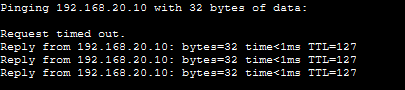 Pinging 192.168.20.10 with 32 bytes of data:
Request timed out.
Reply from 192.168.20.10: bytes=32 time<1ms TTL=127
Reply from 192.168.20.10: bytes=32 time<1ms TTL=127
Reply from 192.168.20.10: bytes=32 time<1ms TTL=127